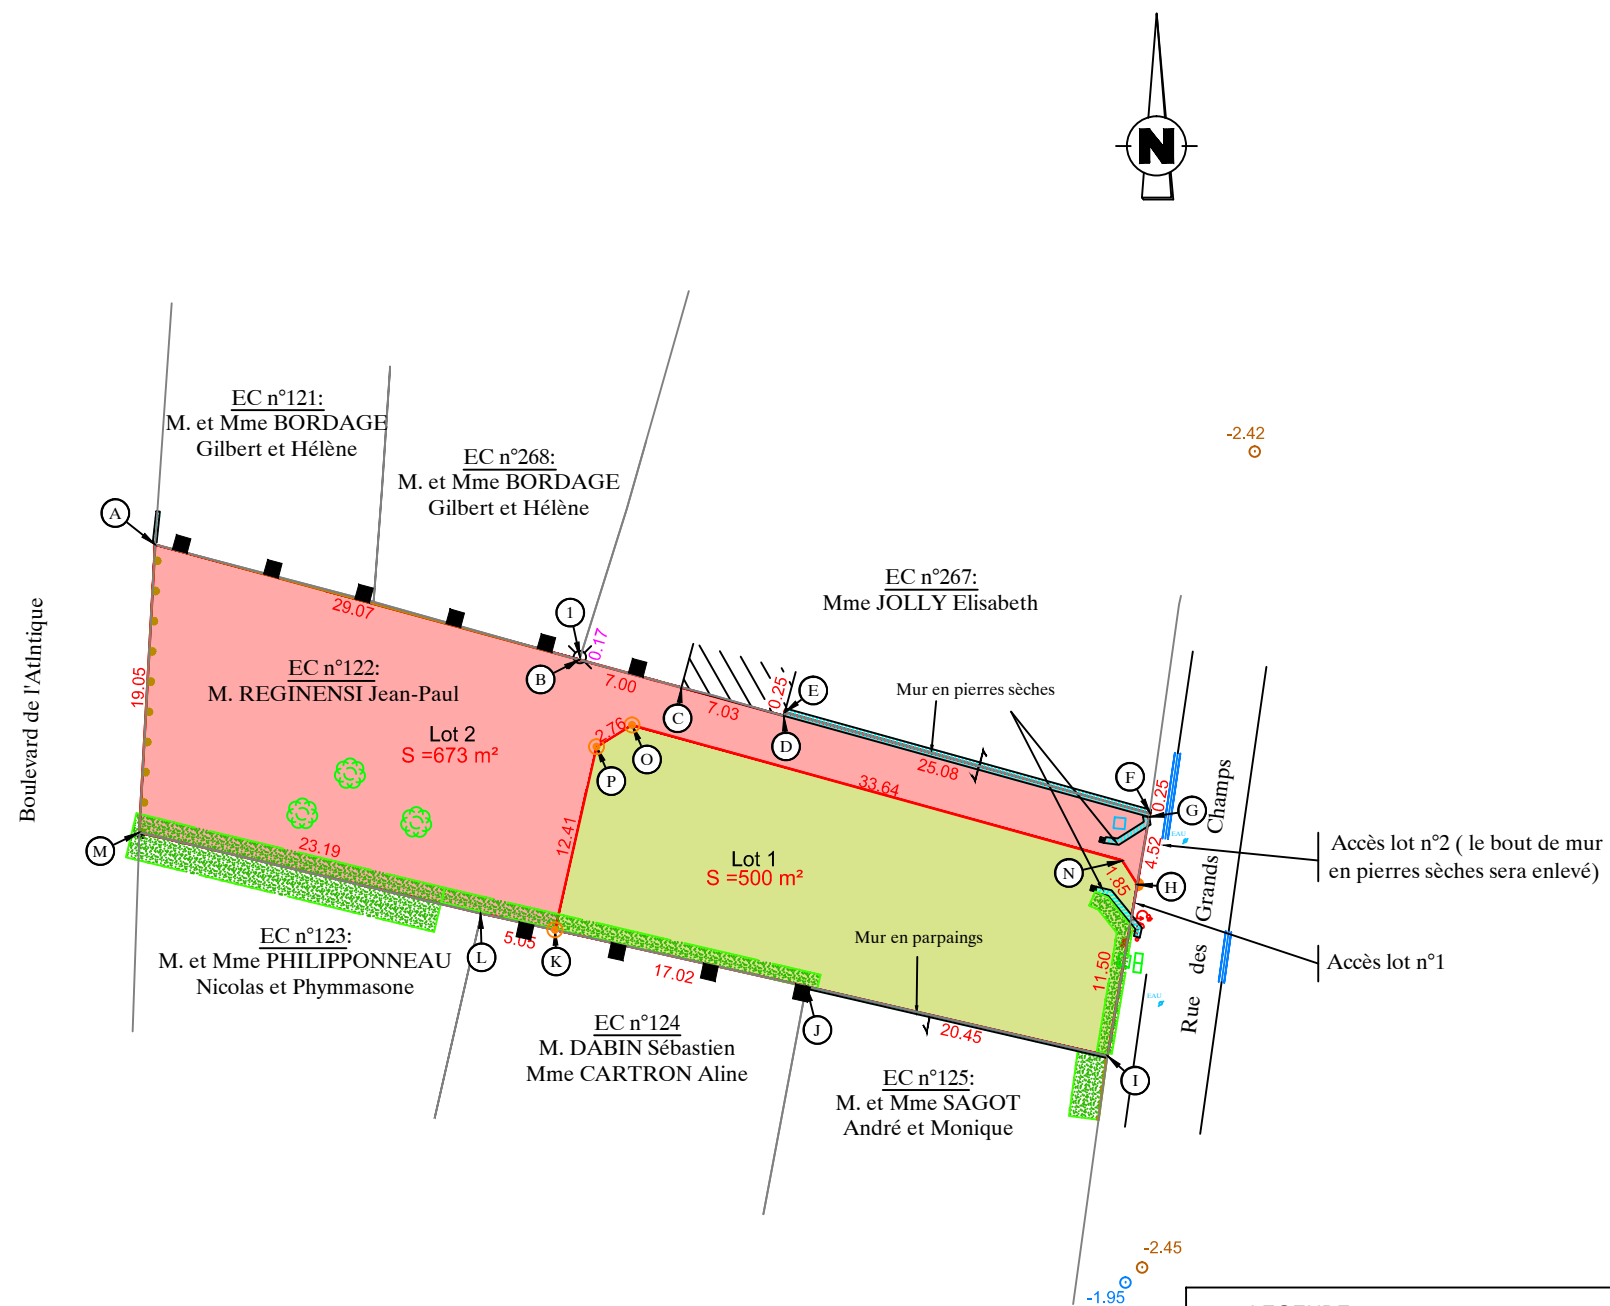 N
-2.42
EC n°121:
M. et Mme BORDAGE
Gilbert et Hélène
EC n°268:
M. et Mme BORDAGE
Gilbert et Hélène
A
EC n°267:
Mme JOLLY Elisabeth
29.07
1
0.17
B
7.00
C
7.03
0.25
E
D
Mur en pierres sèches
Boulevard de l'Atlntique
19.05
EC n°122:
M. REGINENSI Jean-Paul
Lot 2
S =673 m²
2.76
O
P
25.08
33.64
F
0.25
G
EAU
4.52
Accès lot n°2 ( le bout de mur
en pierres sèches sera enlevé)
Rue des Grands Champs
M
23.19
12.41
Lot 1
S =500 m²
N
1.85
H
EC n°123:
M. et Mme PHILIPPONNEAU
Nicolas et Phymmasone
L
5.05
K
17.02
Mur en parpaings
11.50
Accès lot n°1
EAU
J
20.45
EC n°124
M. DABIN Sébastien
Mme CARTRON Aline
I
EC n°125:
M. et Mme SAGOT
André et Monique
-2.45
-1.95